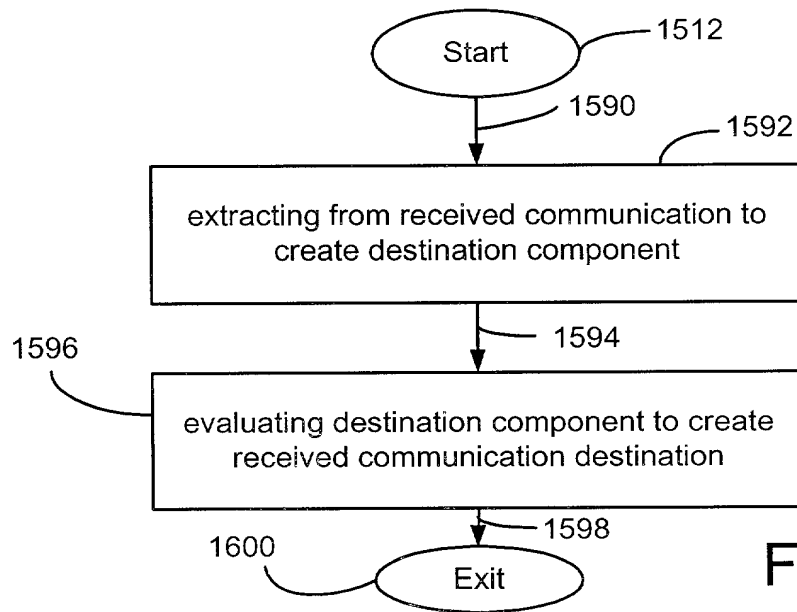 Start
1512
1590
1592
extracting from received communication to
create destination component
1594
1596
evaluating destination component to create
received communication destination
1598
1600
Exit
F